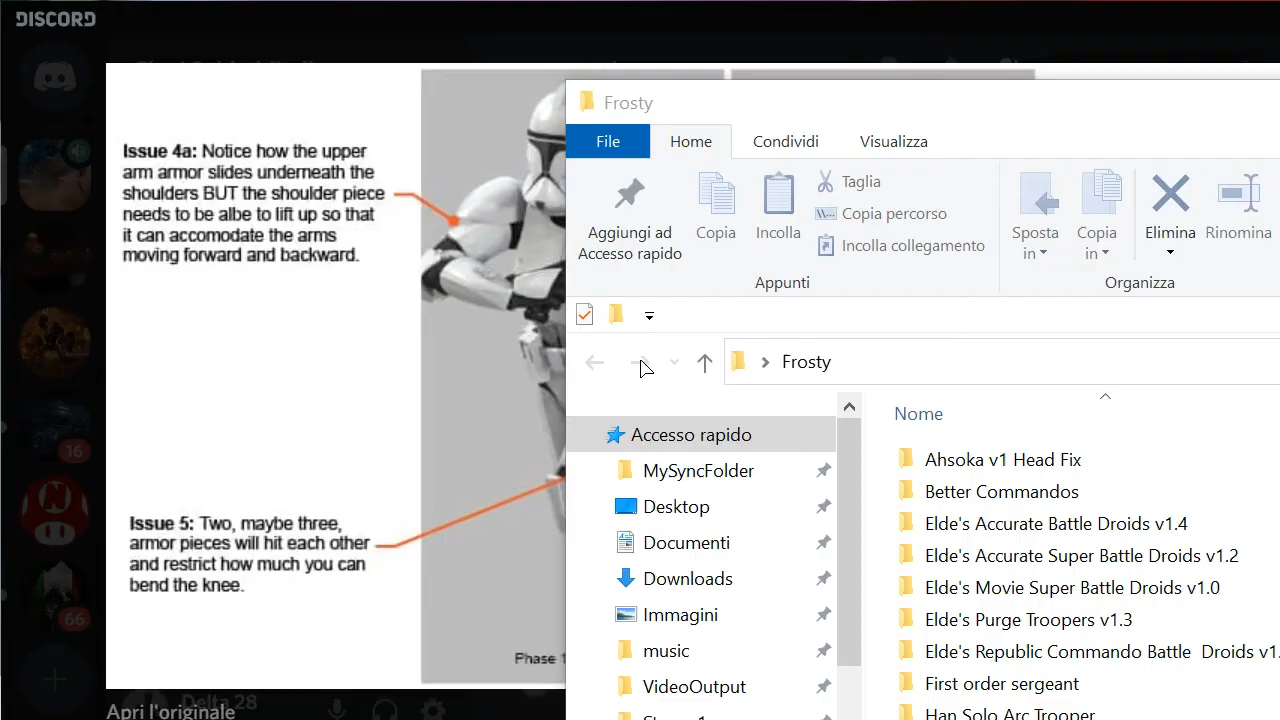 DISCORD
Issue 4a: Notice how the upper
arm armor slides underneath the
shoulders BUT the shoulder piece
needs to be albe to lift up so that
it can accomodate the arms
moving forward and backward.
Issue 5: Two, maybe three,
armor pieces will hit each other
and restrict how much you can
bend the knee.
Phase 1
16
66
Delta 28
Apri l'originale
Frosty
File
Home
Condividi
Visualizza
Aggiungi ad
Accesso rapido
Copia
Incolla
Taglia
Copia percorso
Incolla collegamento
Appunti
Sposta
in
Copia
in
Elimina
Rinomina
Organizza
Frosty
Accesso rapido
MySyncFolder
Desktop
Documenti
Downloads
Immagini
music
VideoOutput
Nome
Ahsoka v1 Head Fix
Better Commandos
Elde's Accurate Battle Droids v1.4
Elde's Accurate Super Battle Droids v1.2
Elde's Movie Super Battle Droids v1.0
Elde's Purge Troopers v1.3
Elde's Republic Commando Battle Droids v1.
First order sergeant
Han Solo Arc Trooper